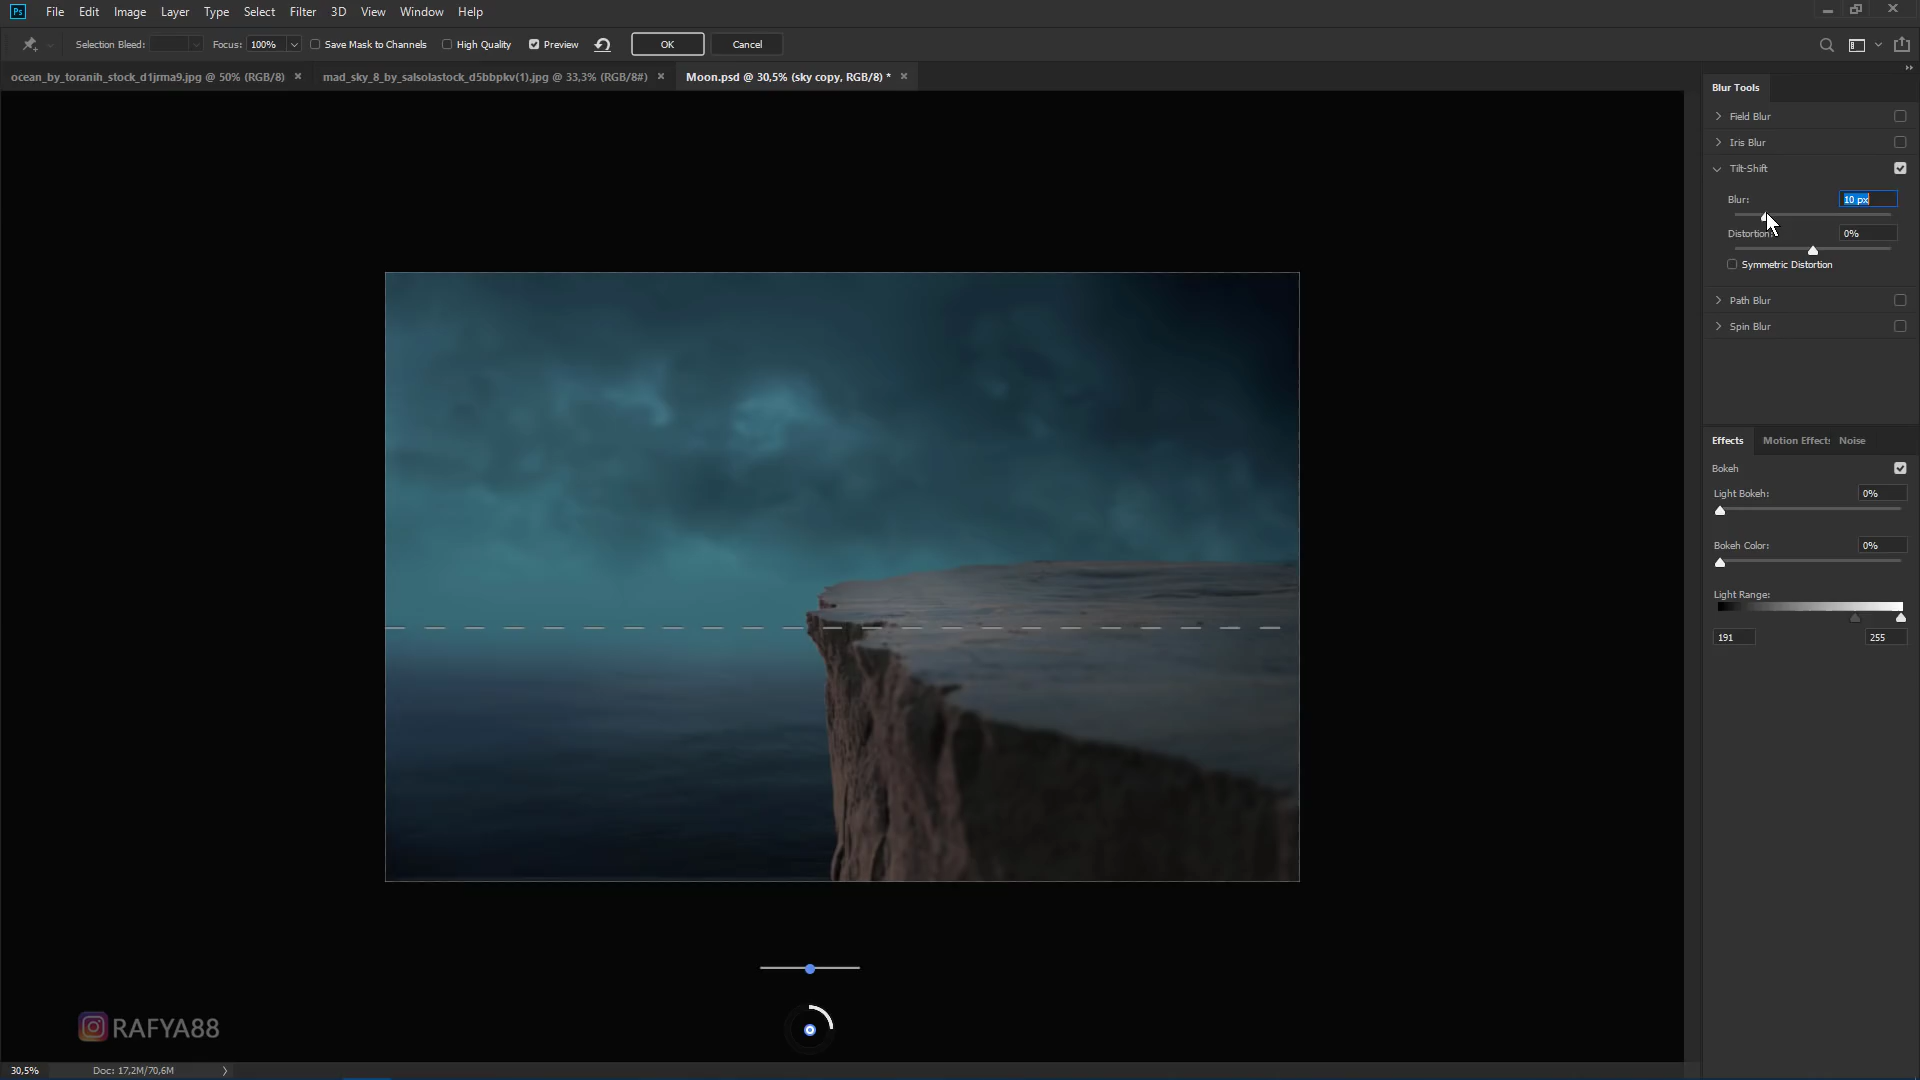 Ps File Edit Image Layer Type Select Filter 3D View Window Help
Selection Bleed: Focus: 100% Save Mask to Channels High Quality Preview OK Cancel
ocean_by_toranih_stock_d1jrma9.jpg @ 50% (RGB/8) mad_sky_8_by_salsolastock_d5bbpkv(1).jpg @ 33,3% (RGB/8#) Moon.psd @ 30,5% (sky copy, RGB/8) *
Blur Tools
Field Blur
Iris Blur
Tilt-Shift
Blur: 10 px
Distortion: 0%
Symmetric Distortion
Path Blur
Spin Blur
Effects Motion Effects Noise
Bokeh
Light Bokeh: 0%
Bokeh Color: 0%
Light Range:
191 255
RAFYA88
30,5% Doc: 17,2M/70,6M